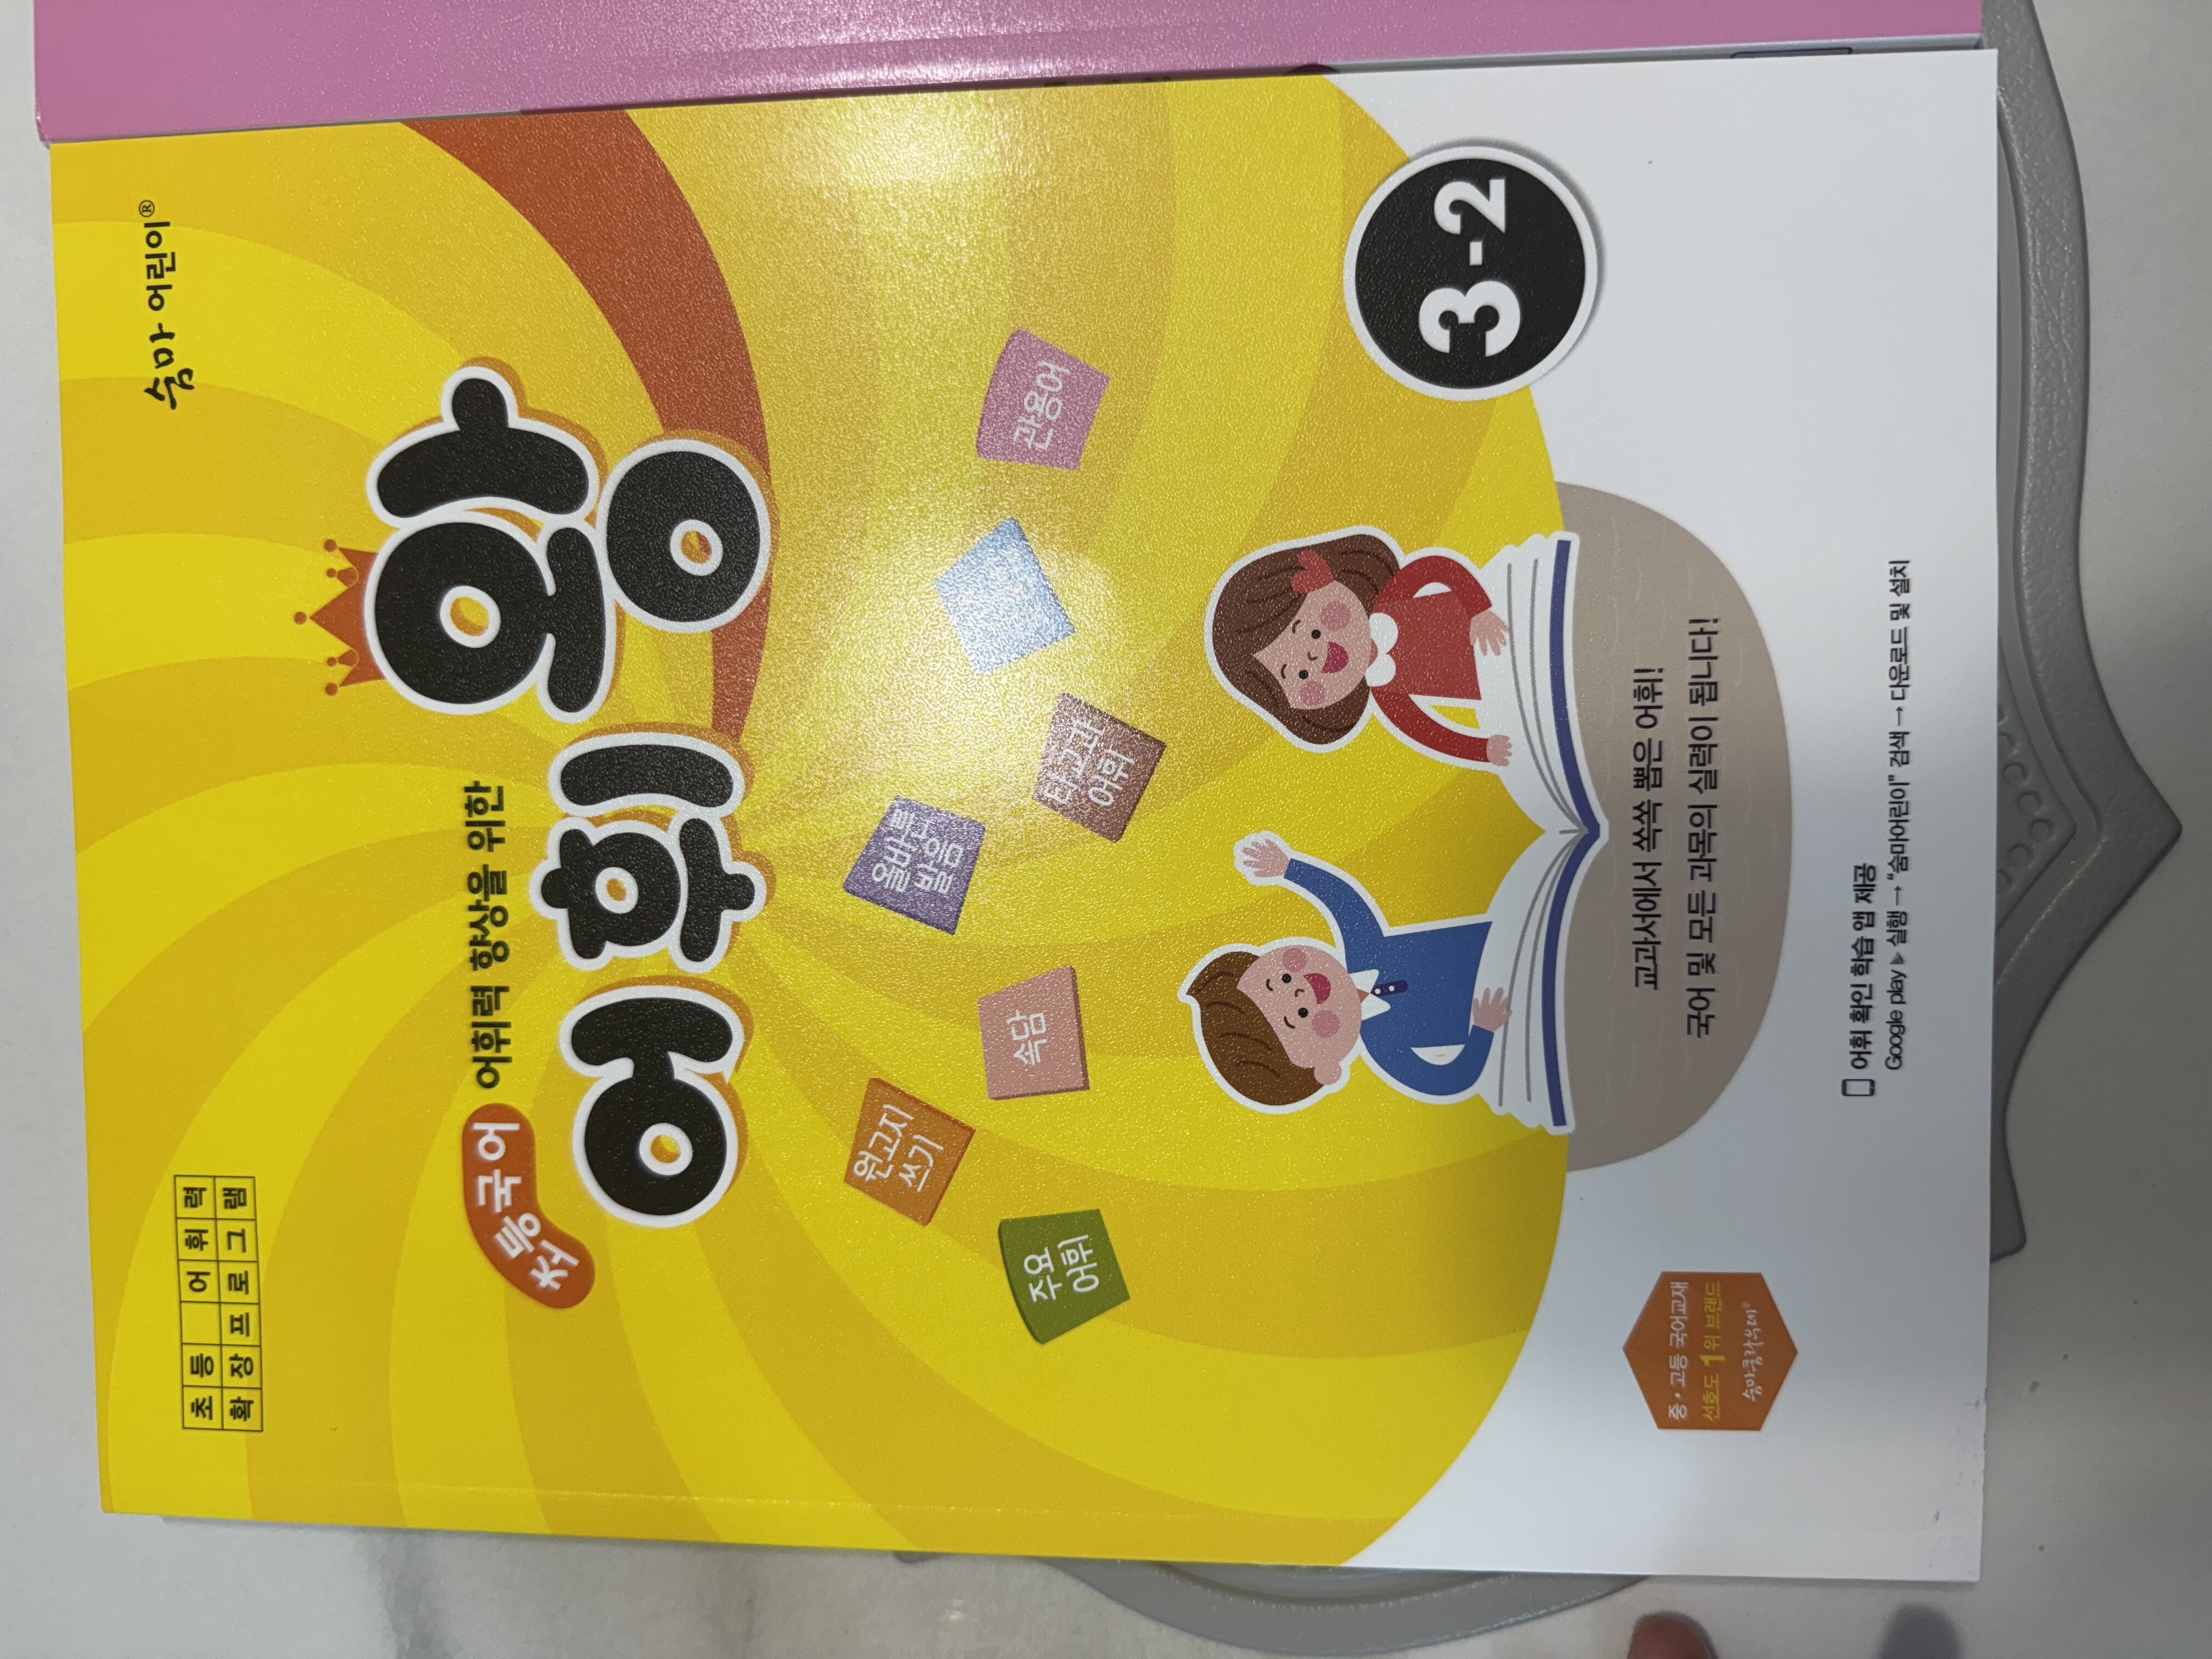 숨마 어린이®
초등 어휘력
확장프로그램
초등국어 어휘력 향상을 위한
어휘왕
관용어
타교과
어휘
올바른
발음
속담
원고지
쓰기
주요
어휘
3-2
교과서에서 쏙쏙 뽑은 어휘!
국어 및 모든 과목의 실력이 됩니다!
중·고등 국어교재
선호도 1위 브랜드
숨마쿰라우데®
어휘 확인 학습 앱 제공
Google play ▶ 실행 → "숨마어린이" 검색 → 다운로드 및 설치